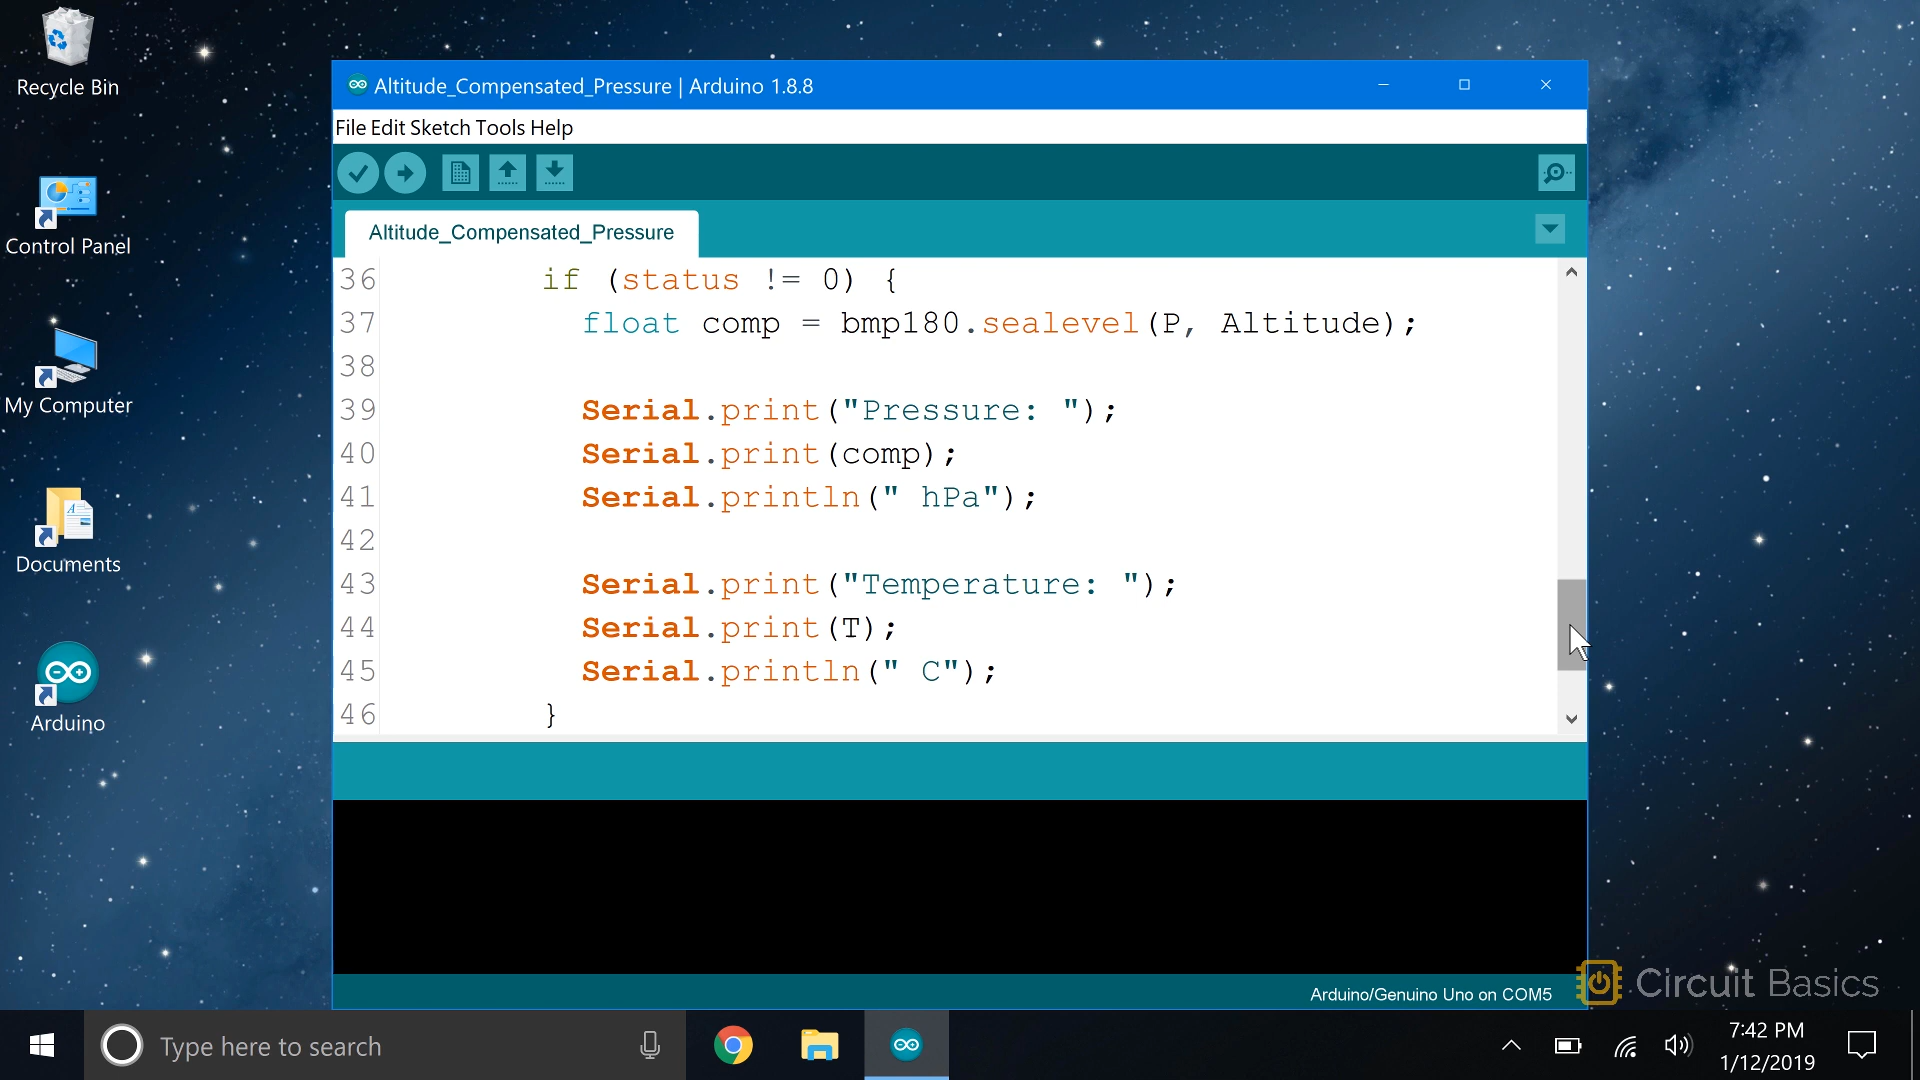 Recycle Bin
Control Panel
My Computer
Documents
Arduino
Altitude_Compensated_Pressure | Arduino 1.8.8
File Edit Sketch Tools Help
Altitude_Compensated_Pressure
36 if (status != 0) {
37 float comp = bmp180.sealevel(P, Altitude);
38
39 Serial.print("Pressure: ");
40 Serial.print(comp);
41 Serial.println(" hPa");
42
43 Serial.print("Temperature: ");
44 Serial.print(T);
45 Serial.println(" C");
46 }
Arduino/Genuino Uno on COM5
Circuit Basics
Type here to search
7:42 PM
1/12/2019